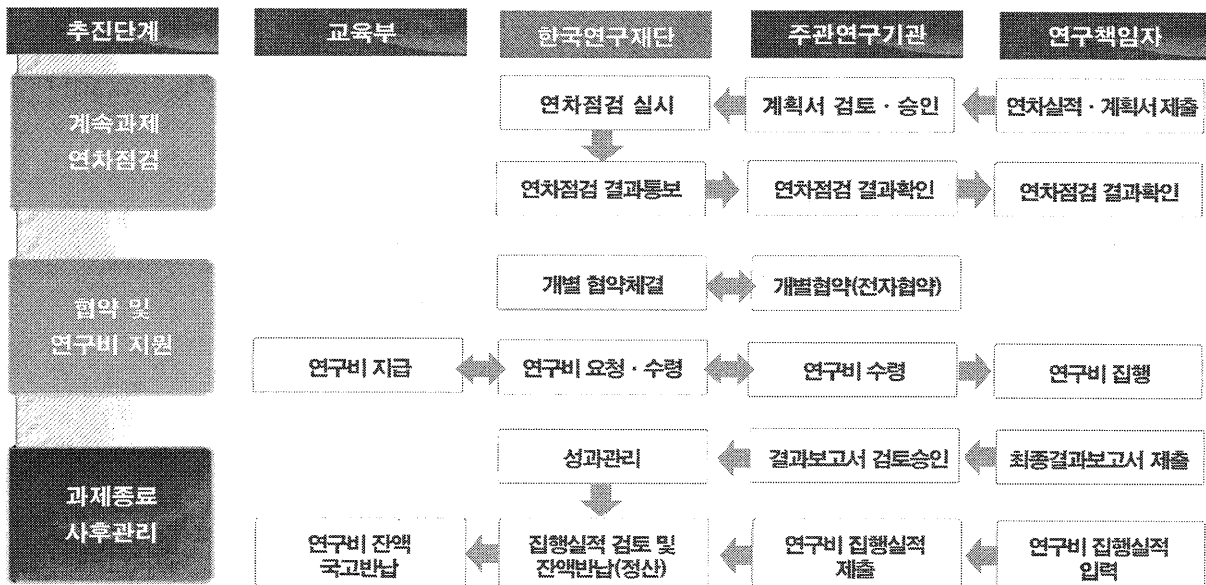 추진단계
교육부
한국연구재단
주관연구기관
연구책임자
계속과제
연차점검
연차점검 실시
계획서 검토 · 승인
연차실적 · 계획서 제출
연차점검 결과통보
연차점검 결과확인
연차점검 결과확인
협약 및
연구비 지원
개별 협약체결
개별협약(전자협약)
연구비 지급
연구비 요청 · 수령
연구비 수령
연구비 집행
과제종료
사후관리
성과관리
결과보고서 검토승인
최종결과보고서 제출
연구비 잔액
국고반납
집행실적 검토 및
잔액반납(정산)
연구비 집행실적
제출
연구비 집행실적
입력